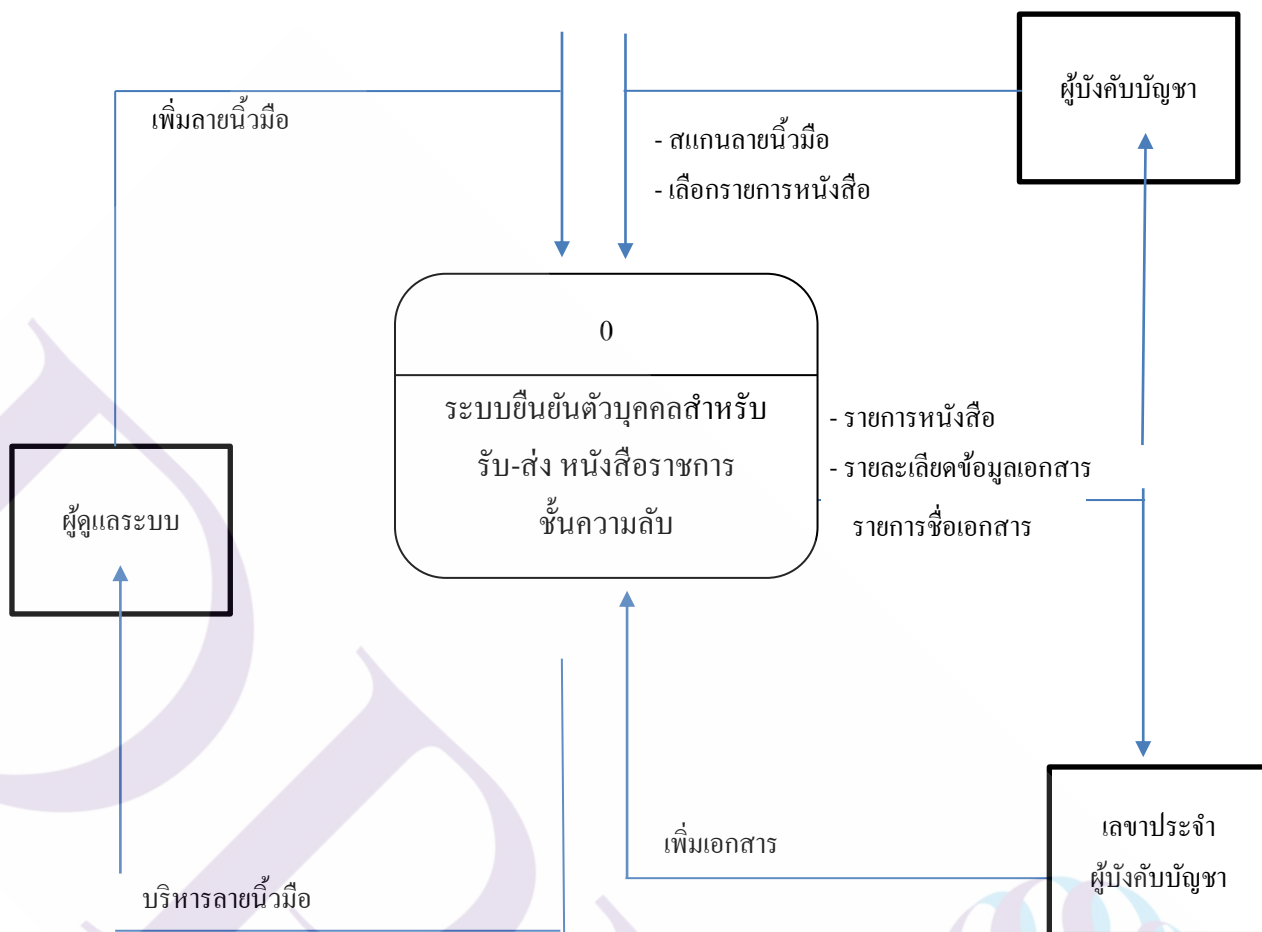 ผู้บังคับบัญชา
เพิ่มลายนิ้วมือ
- สแกนลายนิ้วมือ
- เลือกรายการหนังสือ
0
ระบบยืนยันตัวบุคคลสำหรับ
รับ-ส่ง หนังสือราชการ
ชั้นความลับ
- รายการหนังสือ
- รายละเลียดข้อมูลเอกสาร
รายการชื่อเอกสาร
ผู้ดูแลระบบ
เพิ่มเอกสาร
เลขาประจำ
ผู้บังคับบัญชา
บริหารลายนิ้วมือ